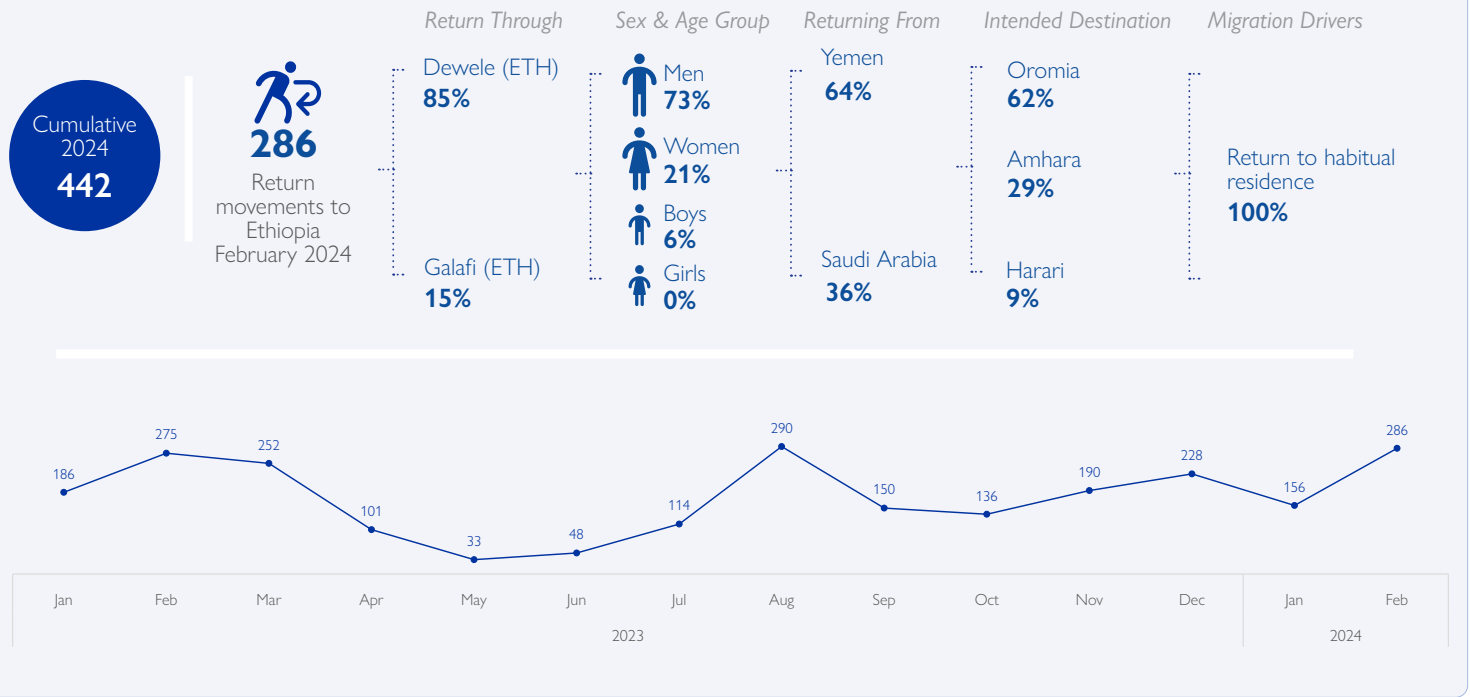 Return Through
Sex & Age Group
Returning From
Intended Destination
Migration Drivers
Cumulative
2024
442
286
Return
movements to
Ethiopia
February 2024
Dewele (ETH)
85%
Galafi (ETH)
15%
Men
73%
Women
21%
Boys
6%
Girls
0%
Yemen
64%
Saudi Arabia
36%
Oromia
62%
Amhara
29%
Harari
9%
Return to habitual
residence
100%
186
275
252
101
33
48
114
290
150
136
190
228
156
286
Jan
Feb
Mar
Apr
May
Jun
Jul
Aug
Sep
Oct
Nov
Dec
Jan
Feb
2023
2024